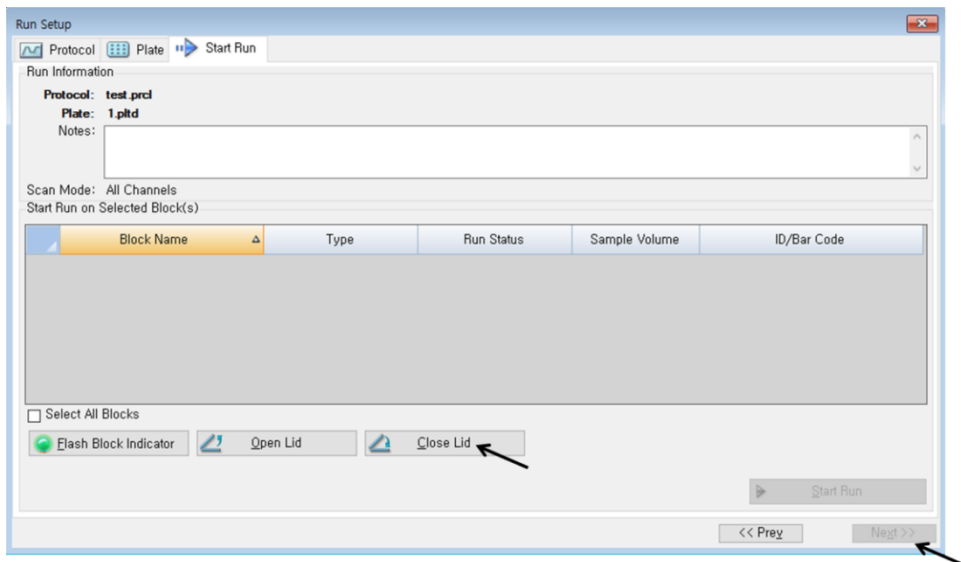 Run Setup
Protocol Plate Start Run
Run Information
Protocol: test.prcl
Plate: 1.pltd
Notes:
Scan Mode: All Channels
Start Run on Selected Block(s)
Block Name Type Run Status Sample Volume ID/Bar Code
Select All Blocks
Flash Block Indicator Open Lid Close Lid
Start Run
<< Prev Next >>